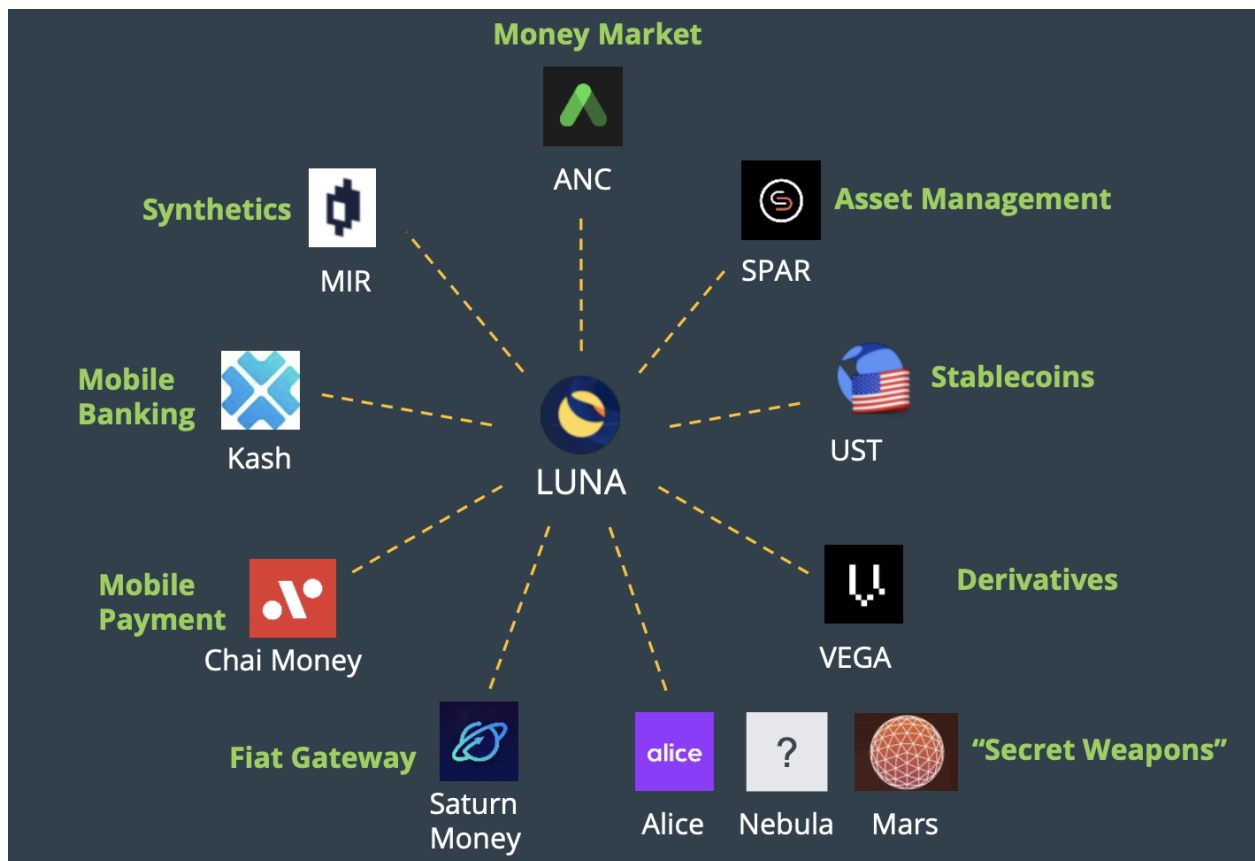 Money Market
ANC
Synthetics
MIR
Asset Management
SPAR
Mobile
Banking
Kash
Stablecoins
UST
LUNA
Mobile
Payment
Chai Money
Derivatives
VEGA
Fiat Gateway
Saturn
Money
alice
Alice
?
Nebula
Mars
“Secret Weapons”